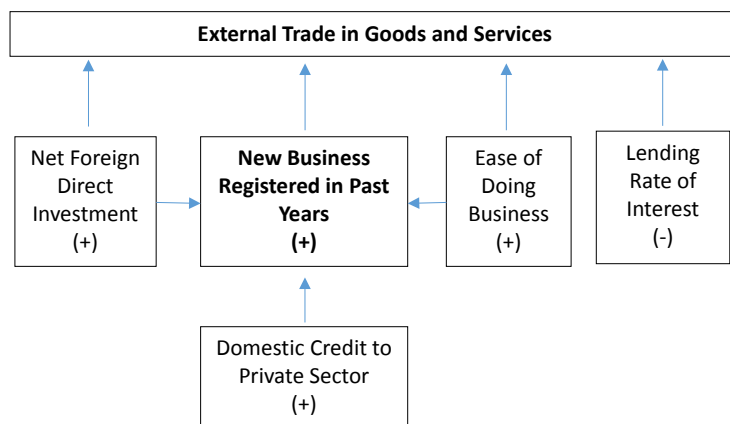 External Trade in Goods and Services
Net Foreign
Direct
Investment
(+)
New Business
Registered in Past
Years
(+)
Ease of
Doing
Business
(+)
Lending
Rate of
Interest
(-)
Domestic Credit to
Private Sector
(+)